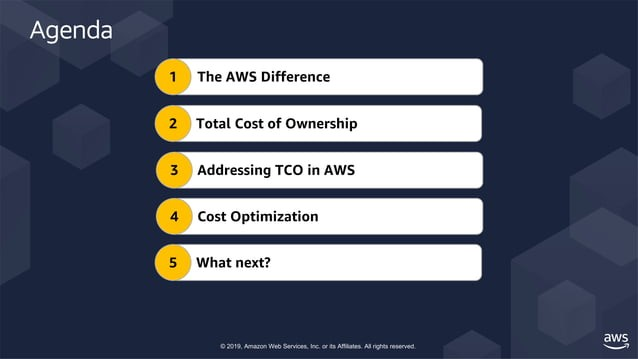 Agenda
1 The AWS Difference
2 Total Cost of Ownership
3 Addressing TCO in AWS
4 Cost Optimization
5 What next?
© 2019, Amazon Web Services, Inc. or its Affiliates. All rights reserved.
aws